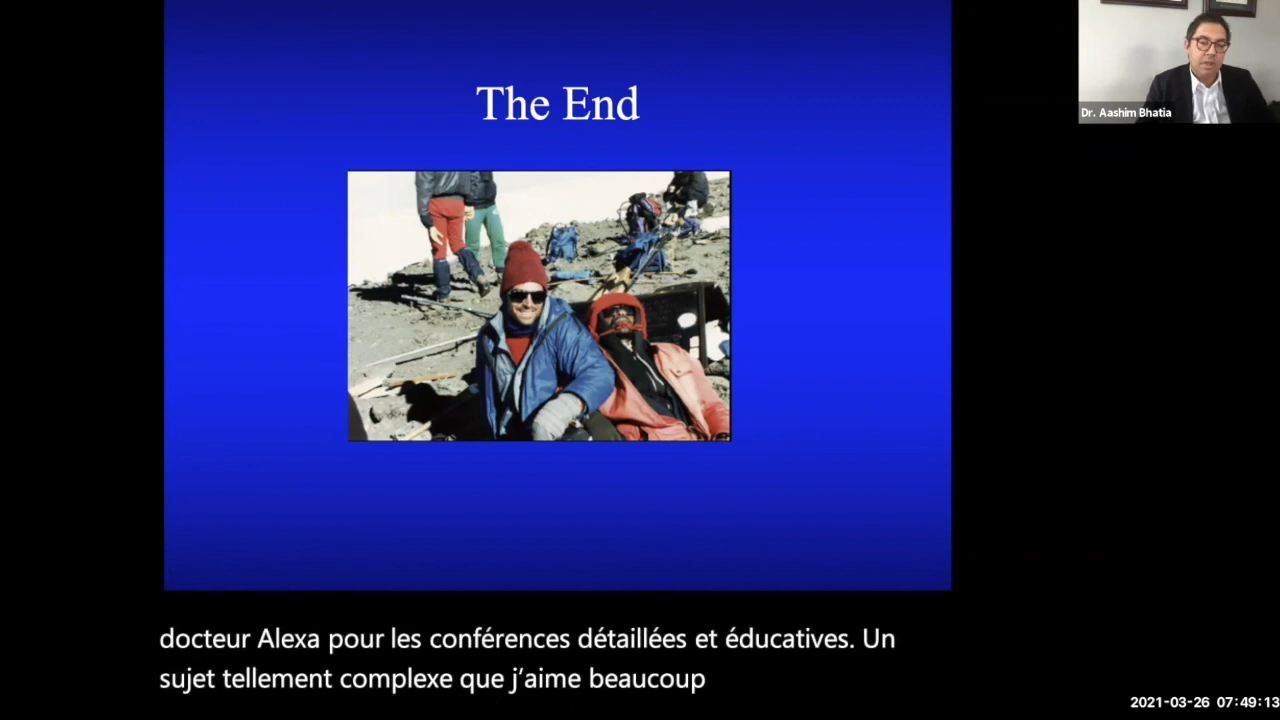 The End
Dr. Aashim Bhatia
docteur Alexa pour les conférences détaillées et éducatives. Un
sujet tellement complexe que j’aime beaucoup
2021-03-26 07:49:13